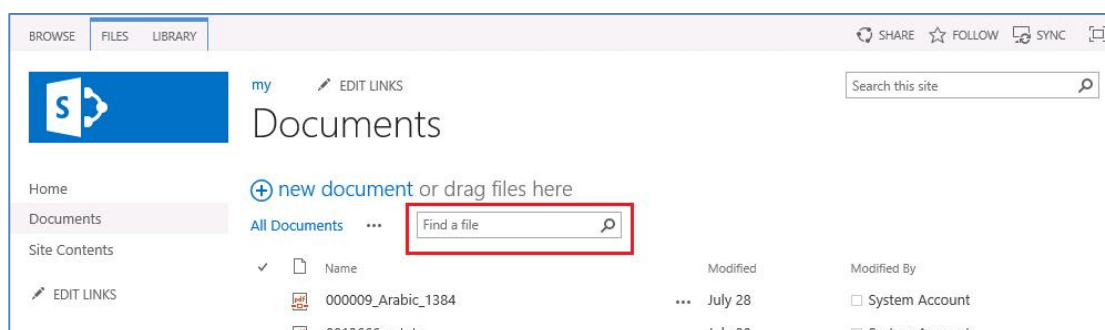 BROWSE FILES LIBRARY SHARE FOLLOW SYNC
S my EDIT LINKS Search this site
Documents
Home new document or drag files here
Documents All Documents ... Find a file
Site Contents
Name Modified Modified By
EDIT LINKS 000009_Arabic_1384 ... July 28 System Account